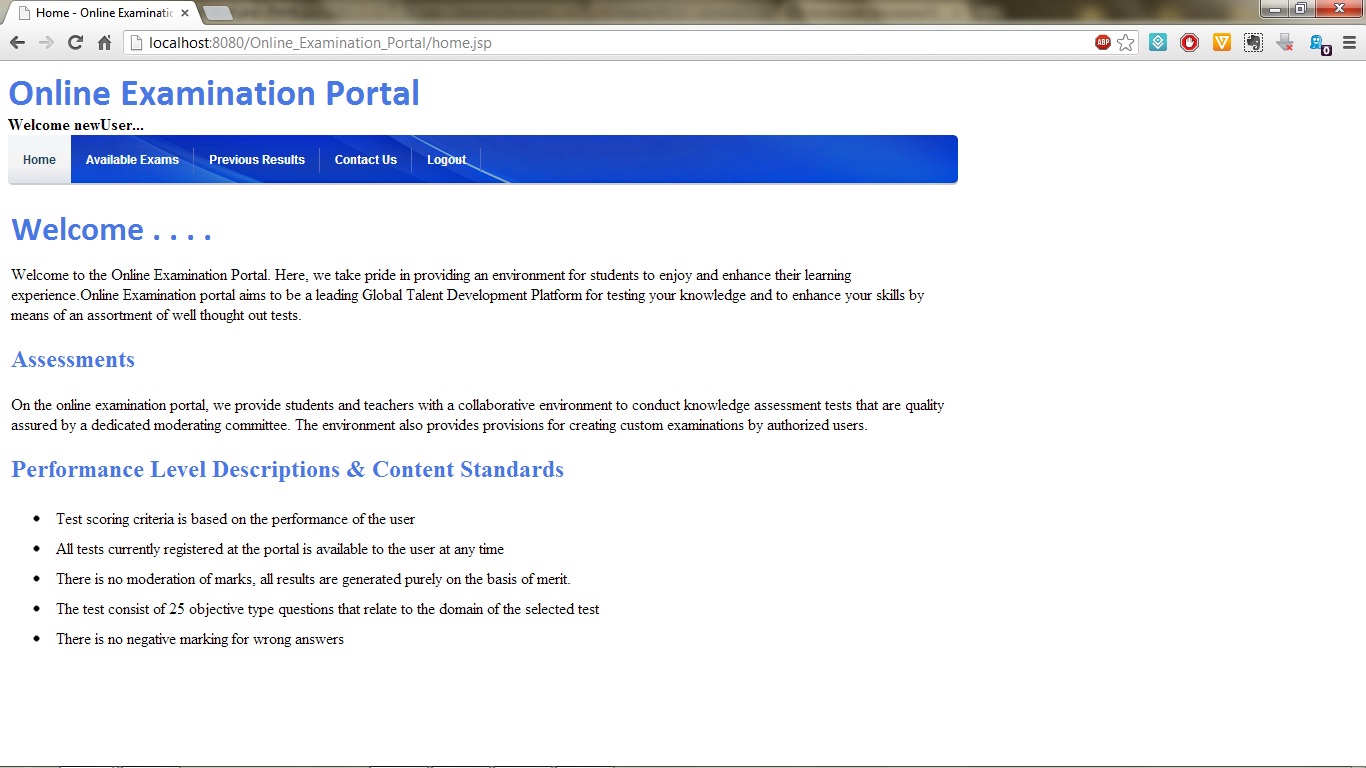 Home - Online Examinatic
localhost:8080/Online_Examination_Portal/home.jsp
ABP
0
Online Examination Portal
Welcome newUser...
Home Available Exams Previous Results Contact Us Logout
Welcome . . . .
Welcome to the Online Examination Portal. Here, we take pride in providing an environment for students to enjoy and enhance their learning
experience.Online Examination portal aims to be a leading Global Talent Development Platform for testing your knowledge and to enhance your skills by
means of an assortment of well thought out tests.
Assessments
On the online examination portal, we provide students and teachers with a collaborative environment to conduct knowledge assessment tests that are quality
assured by a dedicated moderating committee. The environment also provides provisions for creating custom examinations by authorized users.
Performance Level Descriptions & Content Standards
• Test scoring criteria is based on the performance of the user
• All tests currently registered at the portal is available to the user at any time
• There is no moderation of marks, all results are generated purely on the basis of merit.
• The test consist of 25 objective type questions that relate to the domain of the selected test
• There is no negative marking for wrong answers